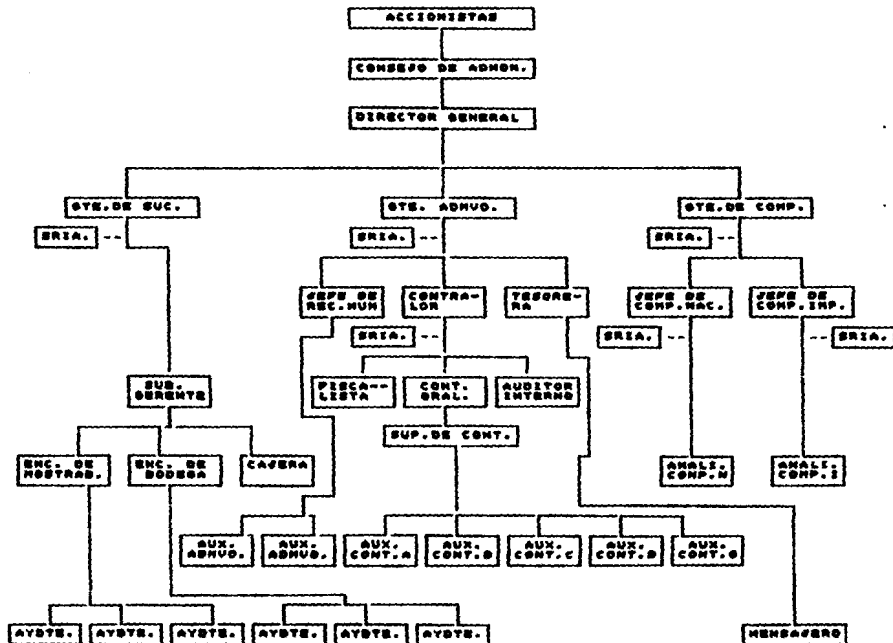 ACCIONISTAS
CONSEJO DE ADMON.
DIRECTOR GENERAL
GTE.DE SUC.
GTE. ADMVO.
GTE.DE COMP.
SRIA.
SRIA.
SRIA.
JEFE DE
REC.HUM
CONTRA-
LOR
TESORE-
RA
JEFE DE
COMP.NAC.
JEFE DE
COMP.IMP.
SRIA.
SRIA.
SRIA.
SUB.
GERENTE
FISCA--
LISTA
CONT.
GRAL.
AUDITOR
INTERNO
SUP.DE CONT.
ENC. DE
MOSTRAD.
ENC. DE
BODEGA
CAJERA
ANALI.
COMP.N
ANALI.
COMP.I
AUX.
ADMVO.
AUX.
ADMVO.
AUX.
CONT.A
AUX.
CONT.B
AUX.
CONT.C
AUX.
CONT.D
AUX.
AYDTE.
AYDTE.
AYDTE.
AYDTE.
AYDTE.
AYDTE.
MENSAJERO